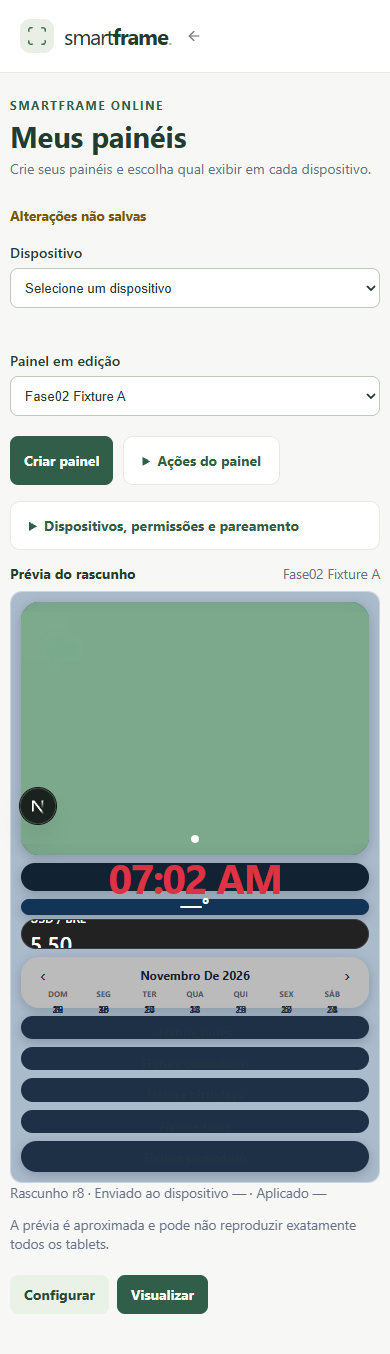 smartframe.
SMARTFRAME ONLINE
Meus painéis
Crie seus painéis e escolha qual exibir em cada dispositivo.
Alterações não salvas
Dispositivo
Selecione um dispositivo
Painel em edição
Fase02 Fixture A
Criar painel
Ações do painel
Dispositivos, permissões e pareamento
Prévia do rascunho Fase02 Fixture A
N
07:02 AM
—°
USD / BRL
5,50
‹ Novembro De 2026 ›
DOM SEG TER QUA QUI SEX SÁB
Rascunho r8 · Enviado ao dispositivo — · Aplicado —
A prévia é aproximada e pode não reproduzir exatamente
todos os tablets.
Configurar Visualizar